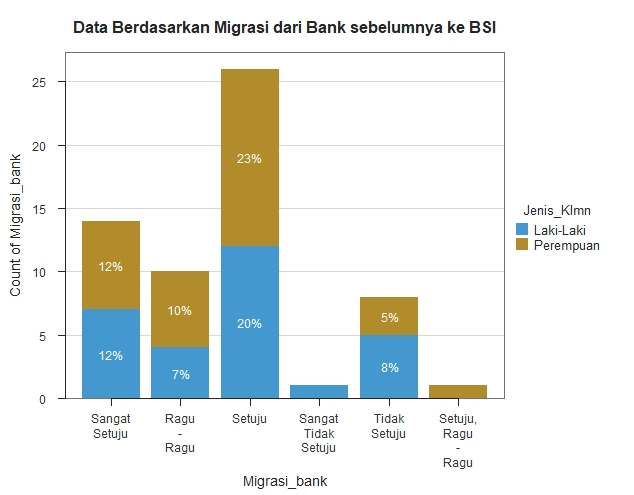 Data Berdasarkan Migrasi dari Bank sebelumnya ke BSI
Count of Migrasi_bank
25
20
15
10
5
0
12%
12%
10%
7%
23%
20%
5%
8%
Sangat
Setuju
Ragu
-
Ragu
Setuju
Sangat
Tidak
Setuju
Tidak
Setuju
Setuju,
Ragu
-
Ragu
Migrasi_bank
Jenis_Klmn
Laki-Laki
Perempuan